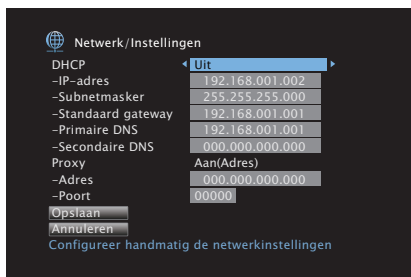 Netwerk/Instellingen
DHCP Uit
-IP-adres 192.168.001.002
-Subnetmasker 255.255.255.000
-Standaard gateway 192.168.001.001
-Primaire DNS 192.168.001.001
-Secondaire DNS 000.000.000.000
Proxy Aan(Adres)
-Adres 000.000.000.000
-Poort 00000
Opslaan
Annuleren
Configureer handmatig de netwerkinstellingen